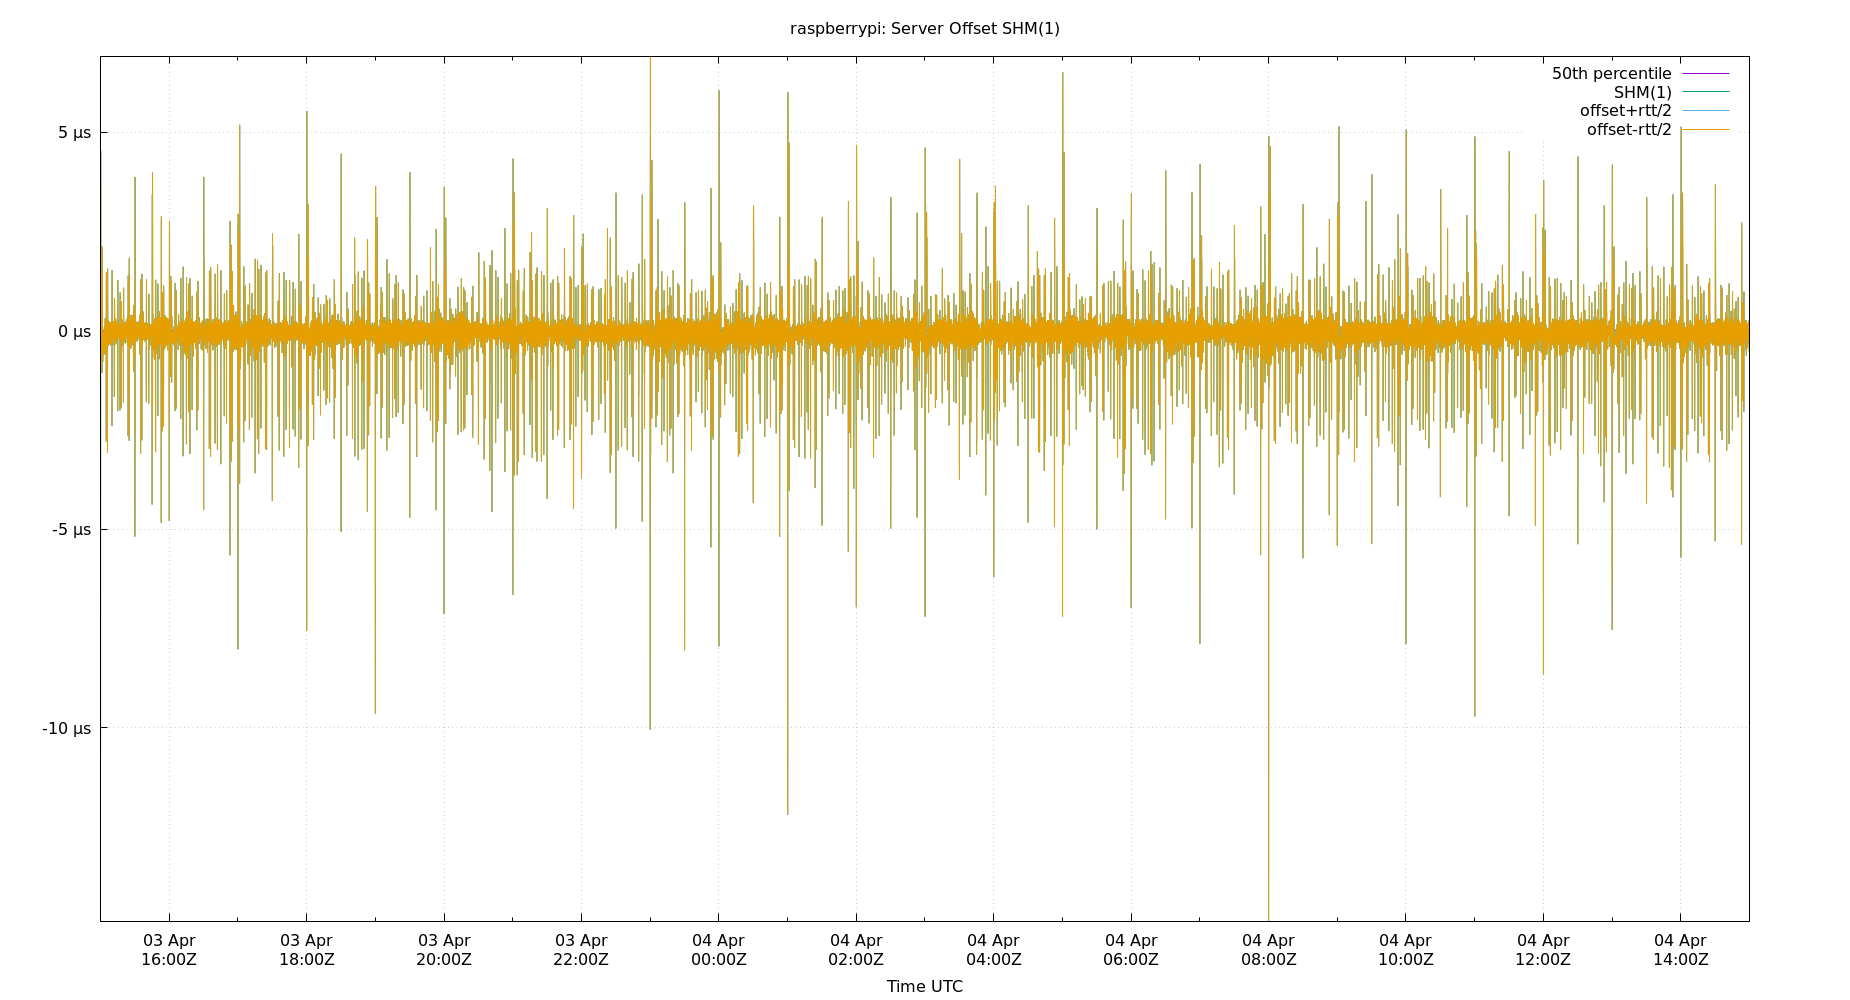 raspberrypi: Server Offset SHM(1)
50th percentile
SHM(1)
offset+rtt/2
offset-rtt/2
5 µs
0 µs
-5 µs
-10 µs
03 Apr 03 Apr 03 Apr 03 Apr 04 Apr 04 Apr 04 Apr 04 Apr 04 Apr 04 Apr 04 Apr 04 Apr
16:00Z 18:00Z 20:00Z 22:00Z 00:00Z 02:00Z 04:00Z 06:00Z 08:00Z 10:00Z 12:00Z 14:00Z
Time UTC